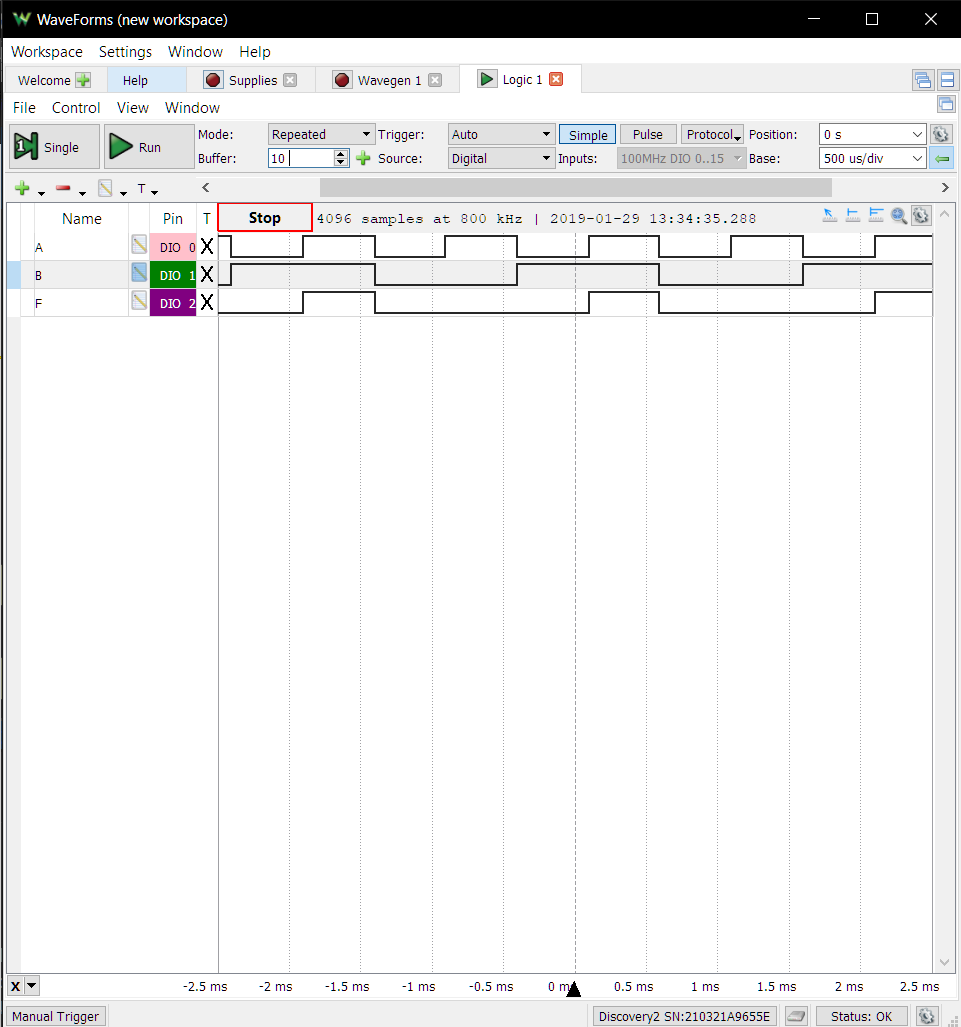 WaveForms (new workspace)
Workspace Settings Window Help
Welcome Help Supplies Wavegen 1 Logic 1
File Control View Window
Single Run Mode: Repeated Trigger: Auto Simple Pulse Protocol Position: 0 s
Buffer: 10 Source: Digital Inputs: 100MHz DIO 0..15 Base: 500 us/div
T
Name Pin T Stop 4096 samples at 800 kHz | 2019-01-29 13:34:35.288
A DIO 0 X
B DIO 1 X
F DIO 2 X
X -2.5 ms -2 ms -1.5 ms -1 ms -0.5 ms 0 ms 0.5 ms 1 ms 1.5 ms 2 ms 2.5 ms
Manual Trigger Discovery2 SN:210321A9655E Status: OK